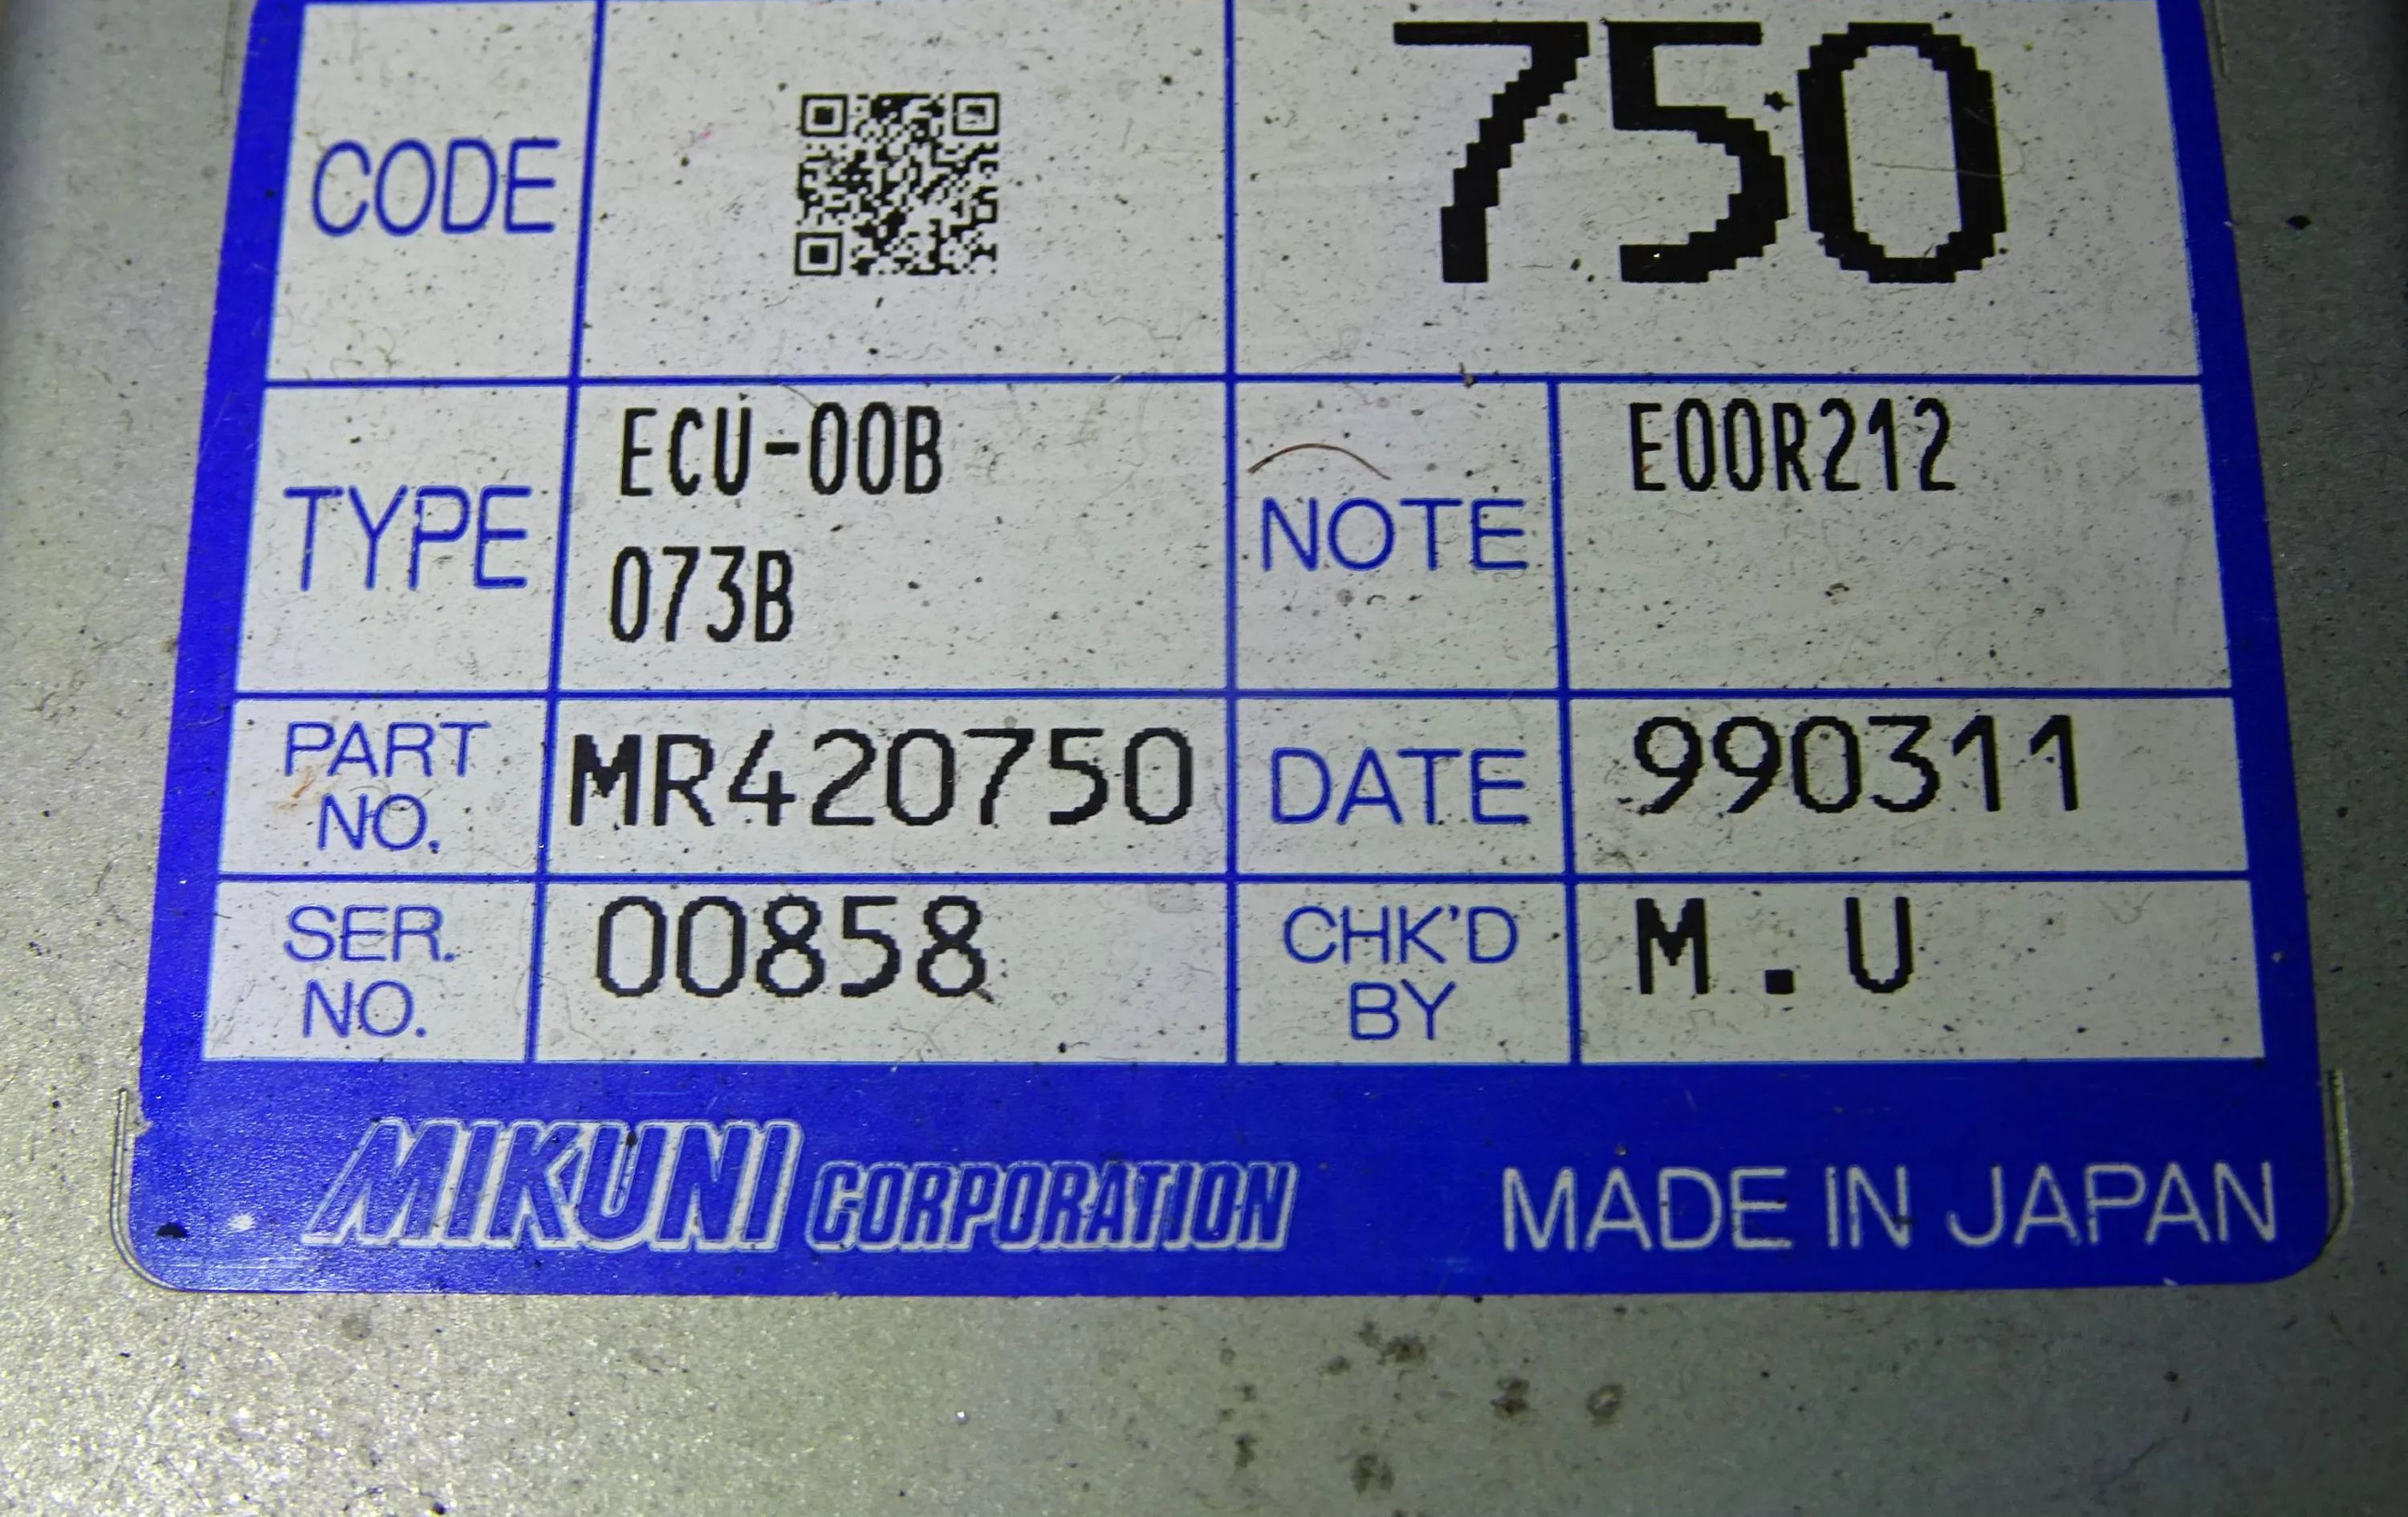 CODE 750
TYPE ECU-00B NOTE E00R212
073B
PART NO. MR420750 DATE 990311
SER. NO. 00858 CHK'D BY M.U
MIKUNI CORPORATION MADE IN JAPAN